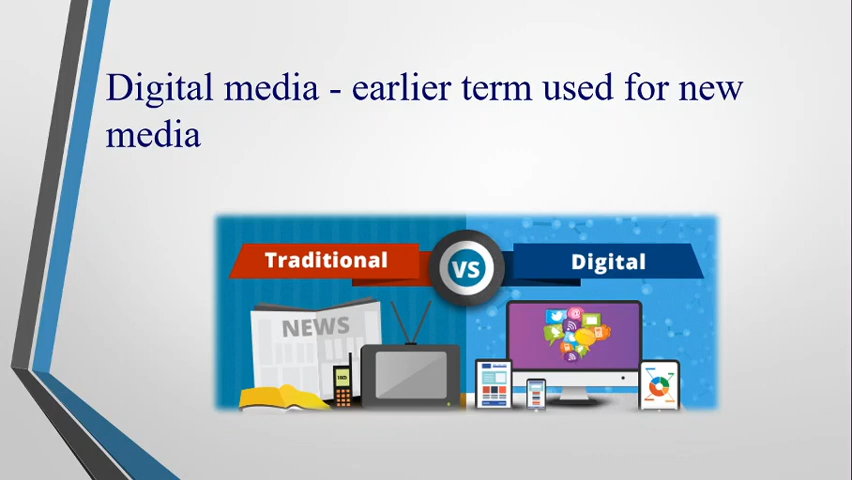 Digital media - earlier term used for new
media
Traditional
VS
Digital
NEWS